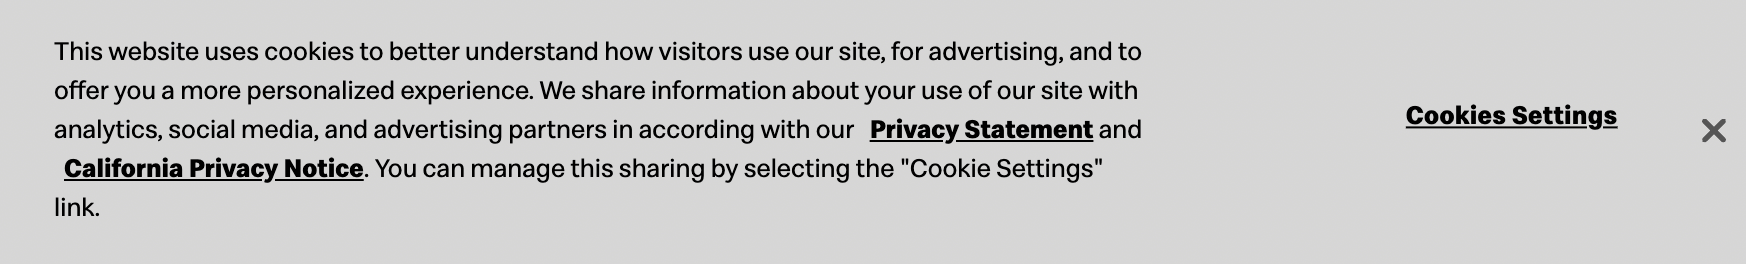 This website uses cookies to better understand how visitors use our site, for advertising, and to
offer you a more personalized experience. We share information about your use of our site with
analytics, social media, and advertising partners in according with our Privacy Statement and
California Privacy Notice. You can manage this sharing by selecting the "Cookie Settings"
link.
Cookies Settings